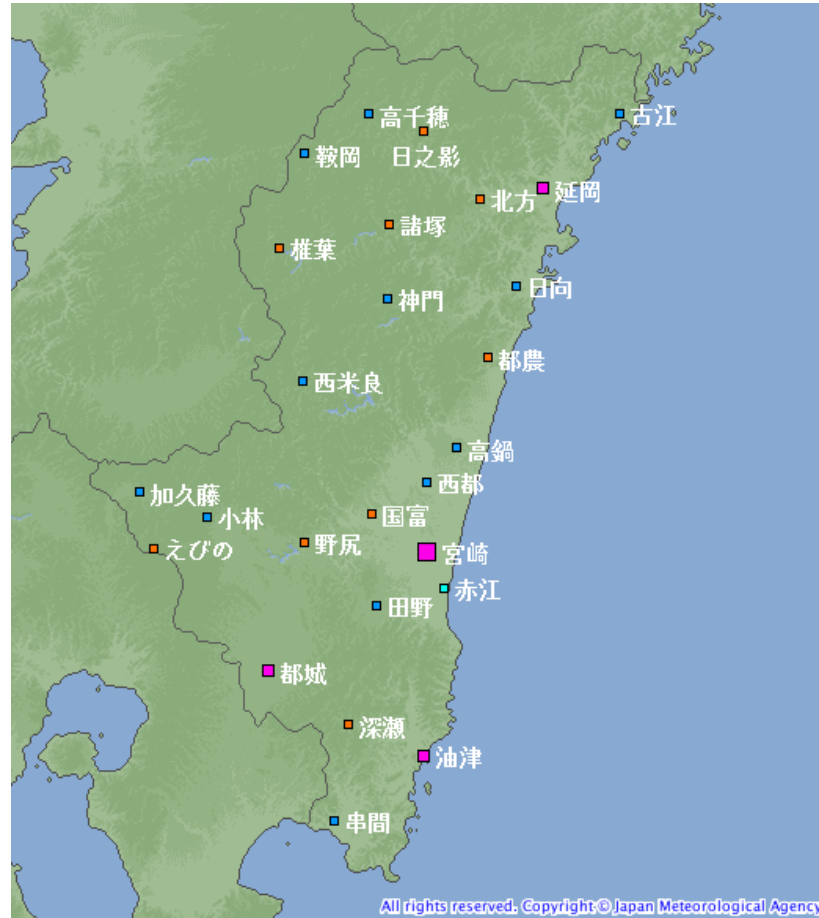 高千穂
古江
日之影
鞍岡
延岡
北方
諸塚
椎葉
日向
神門
都農
西米良
高鍋
西都
加久藤
国富
小林
野尻
えびの
宮崎
赤江
田野
都城
深瀬
油津
串間
All rights reserved. Copyright © Japan Meteorological Agency